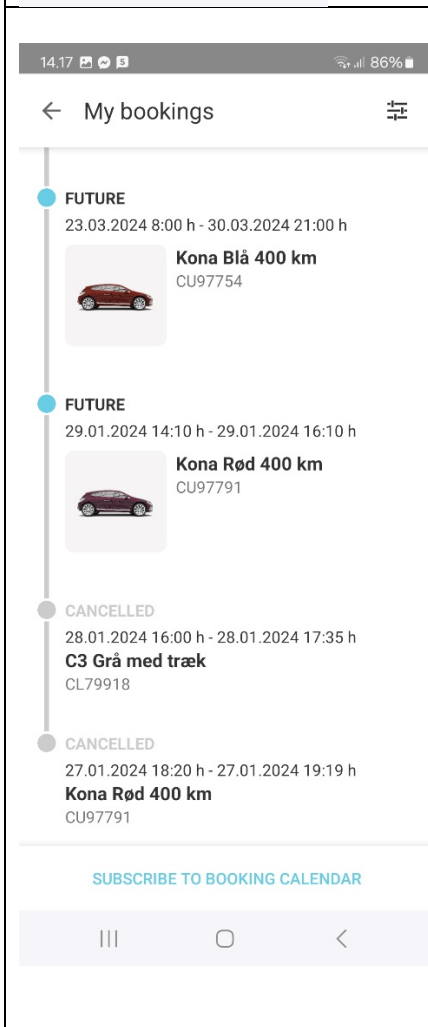 14.17 86%
My bookings
FUTURE
23.03.2024 8:00 h - 30.03.2024 21:00 h
Kona Blå 400 km
CU97754
FUTURE
29.01.2024 14:10 h - 29.01.2024 16:10 h
Kona Rød 400 km
CU97791
CANCELLED
28.01.2024 16:00 h - 28.01.2024 17:35 h
C3 Grå med træk
CL79918
CANCELLED
27.01.2024 18:20 h - 27.01.2024 19:19 h
Kona Rød 400 km
CU97791
SUBSCRIBE TO BOOKING CALENDAR